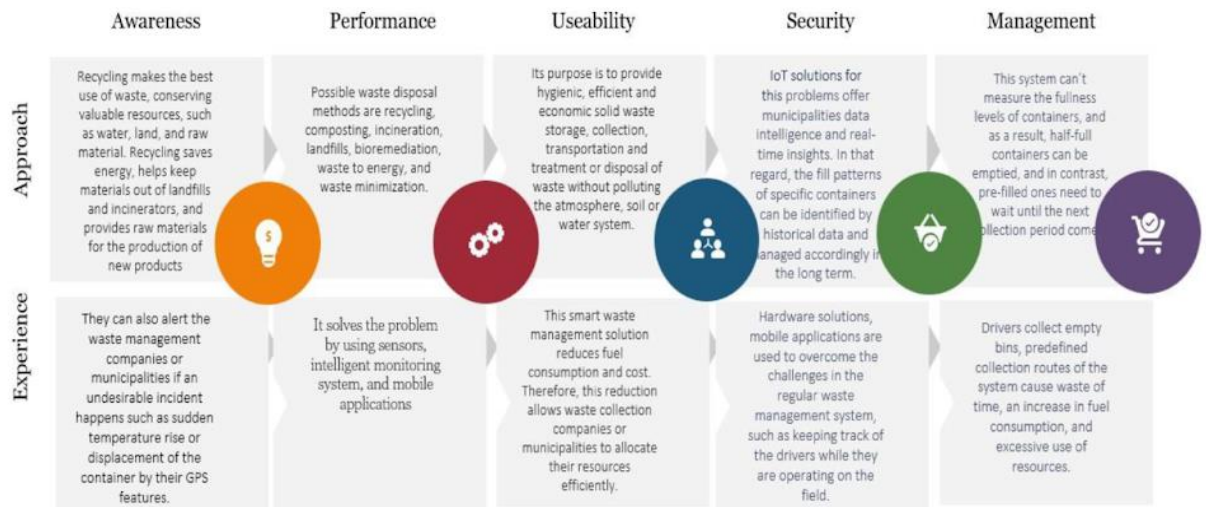 Awareness
Performance
Useability
Security
Management
Approach
Recycling makes the best
use of waste, conserving
valuable resources, such
as water, land, and raw
material. Recycling saves
energy, helps keep
materials out of landfills
and incinerators, and
provides raw materials
for the production of
new products
Possible waste disposal
methods are recycling,
composting, incineration,
landfills, bioremediation,
waste to energy, and
waste minimization.
Its purpose is to provide
hygienic, efficient and
economic solid waste
storage, collection,
transportation and
treatment or disposal of
waste without polluting
the atmosphere, soil or
water system.
IoT solutions for
this problems offer
municipalities data
intelligence and real-
time insights. In that
regard, the fill patterns
of specific containers
can be identified by
historical data and
managed accordingly in
the long term.
This system can't
measure the fullness
levels of containers, and
as a result, half-full
containers can be
emptied, and in contrast,
pre-filled ones need to
wait until the next
ollection period come
$
Experience
They can also alert the
waste management
companies or
municipalities if an
undesirable incident
happens such as sudden
temperature rise or
displacement of the
container by their GPS
features.
It solves the problem
by using sensors,
intelligent monitoring
system, and mobile
applications
This smart waste
management solution
reduces fuel
consumption and cost.
Therefore, this reduction
allows waste collection
companies or
municipalities to allocate
their resources
efficiently.
Hardware solutions,
mobile applications are
used to overcome the
challenges in the
regular waste
management system,
such as keeping track of
the drivers while they
are operating on the
field.
Drivers collect empty
bins, predefined
collection routes of the
system cause waste of
time, an increase in fuel
consumption, and
excessive use of
resources.